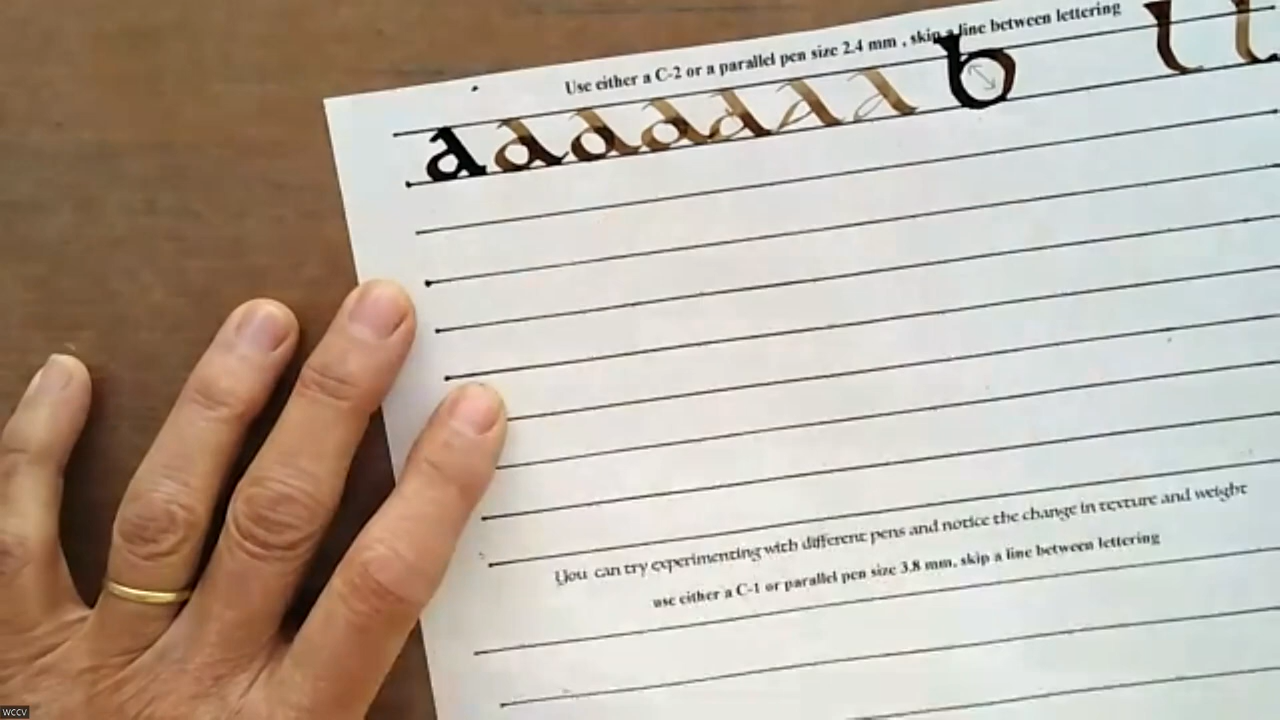 Use either a C-2 or a parallel pen size 2.4 mm , skip a line between lettering
a a a a a a a b l l
You can try experimenting with different pens and notice the change in texture and weight
use either a C-1 or parallel pen size 3.8 mm, skip a line between lettering
WCCV